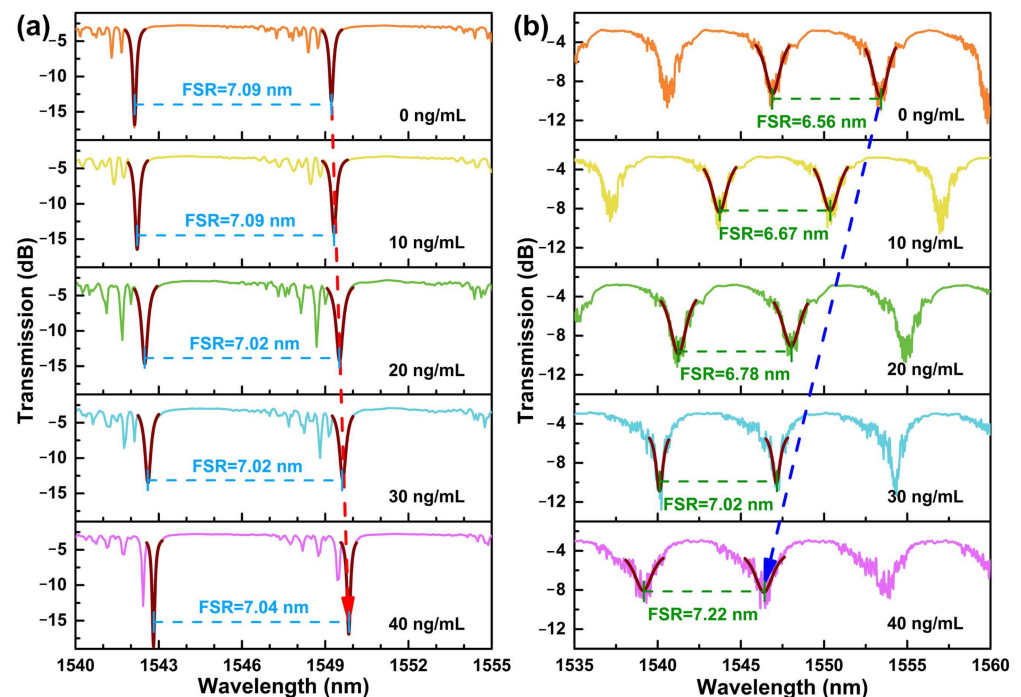 (a)
Transmission (dB)
−5
−10
−15
FSR=7.09 nm
0 ng/mL
−5
−10
−15
FSR=7.09 nm
10 ng/mL
−5
−10
−15
FSR=7.02 nm
20 ng/mL
−5
−10
−15
FSR=7.02 nm
30 ng/mL
−5
−10
−15
FSR=7.04 nm
40 ng/mL
1540 1543 1546 1549 1552 1555
Wavelength (nm)
(b)
Transmission (dB)
−4
−8
−12
FSR=6.56 nm
0 ng/mL
−4
−8
−12
FSR=6.67 nm
10 ng/mL
−4
−8
−12
FSR=6.78 nm
20 ng/mL
−4
−8
−12
FSR=7.02 nm
30 ng/mL
−4
−8
−12
FSR=7.22 nm
40 ng/mL
1535 1540 1545 1550 1555 1560
Wavelength (nm)